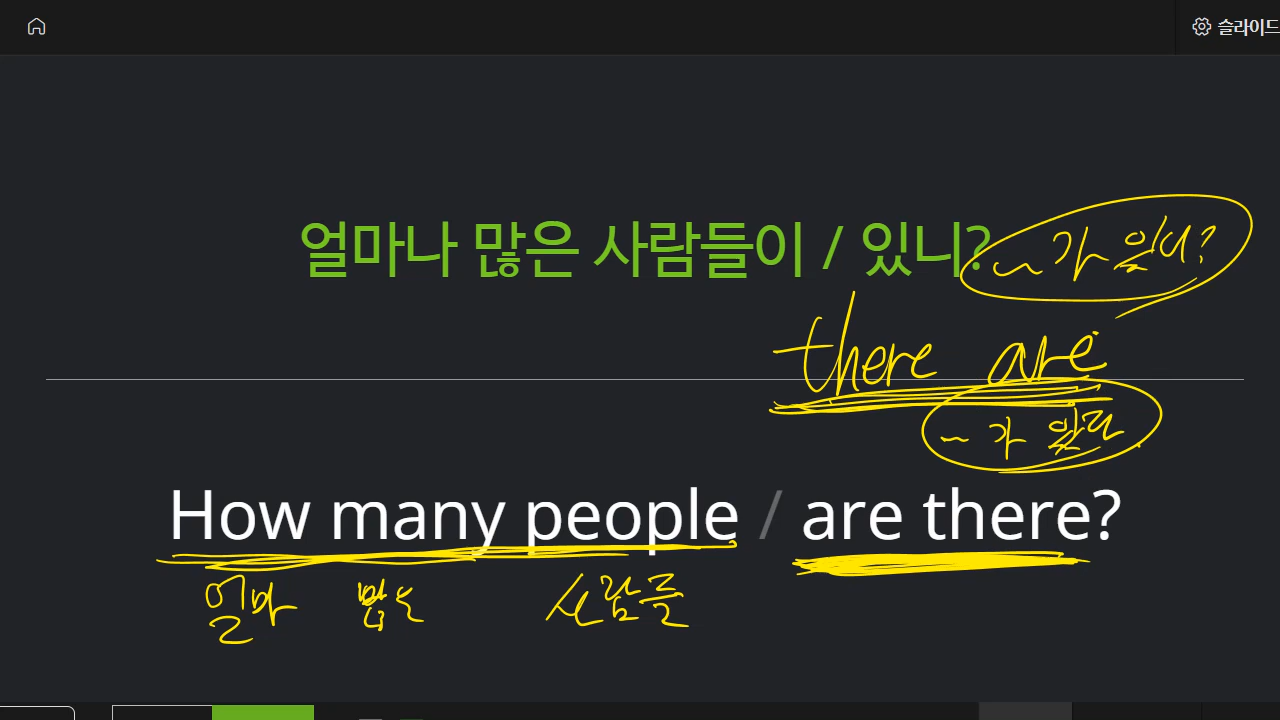 슬라이드
얼마나 많은 사람들이 / 있니?
~ 가 있니?
there are
~ 가 있다
How many people / are there?
얼마 많은 사람들